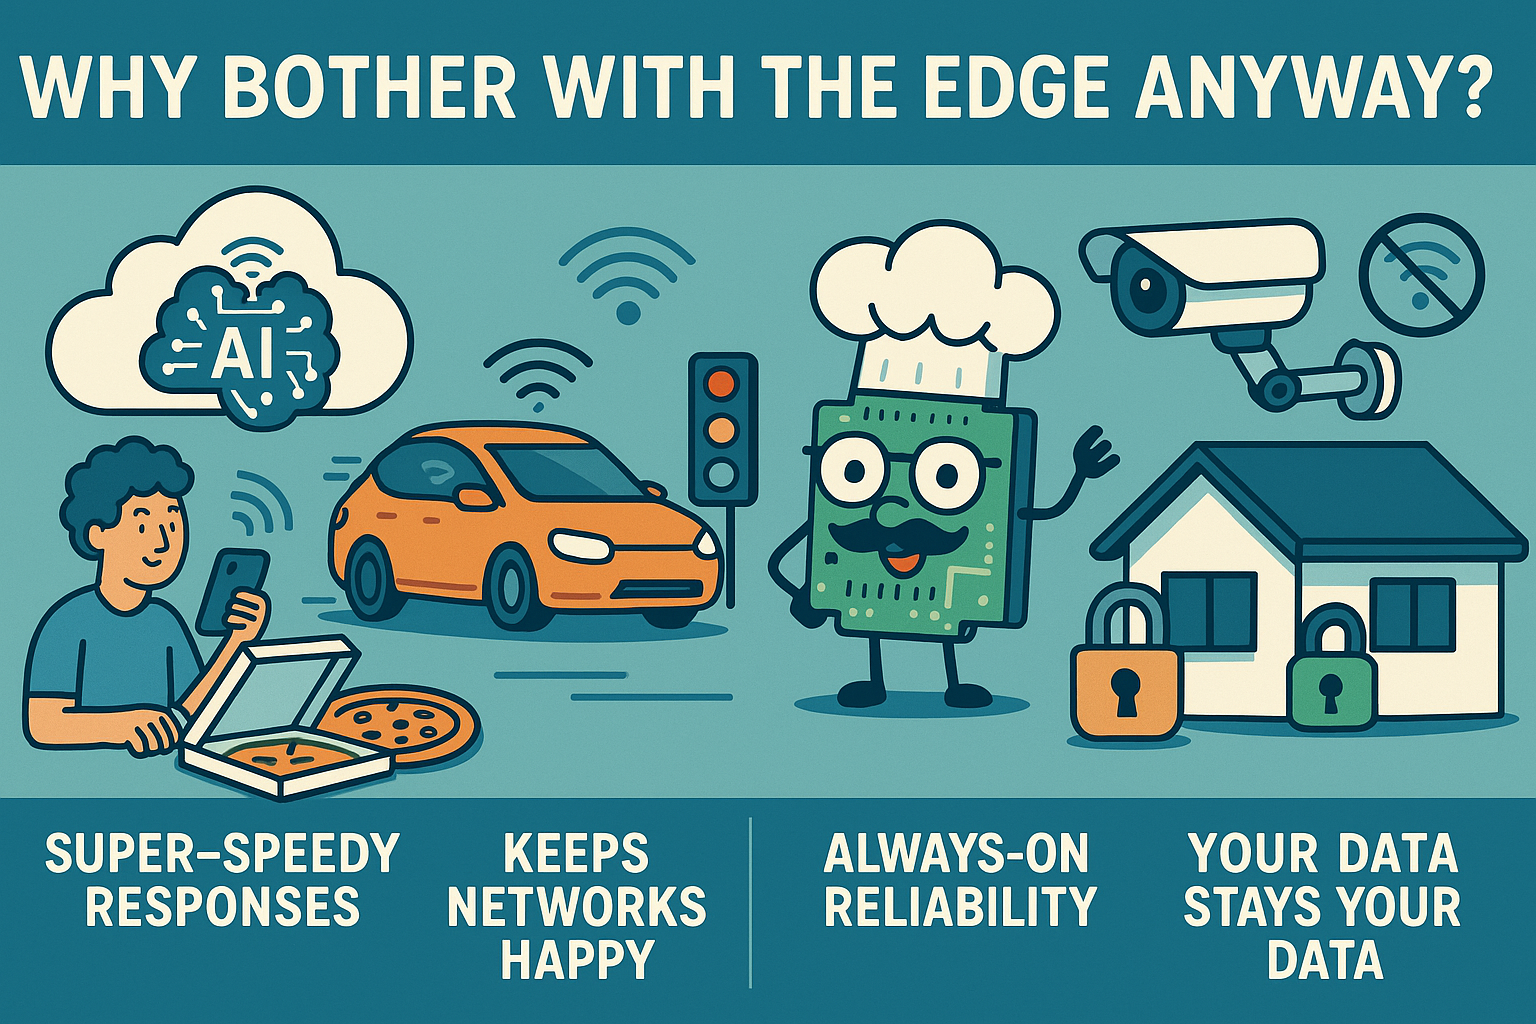 WHY BOTHER WITH THE EDGE ANYWAY?
AI
SUPER–SPEEDY
RESPONSES
KEEPS
NETWORKS
HAPPY
ALWAYS-ON
RELIABILITY
YOUR DATA
STAYS YOUR
DATA